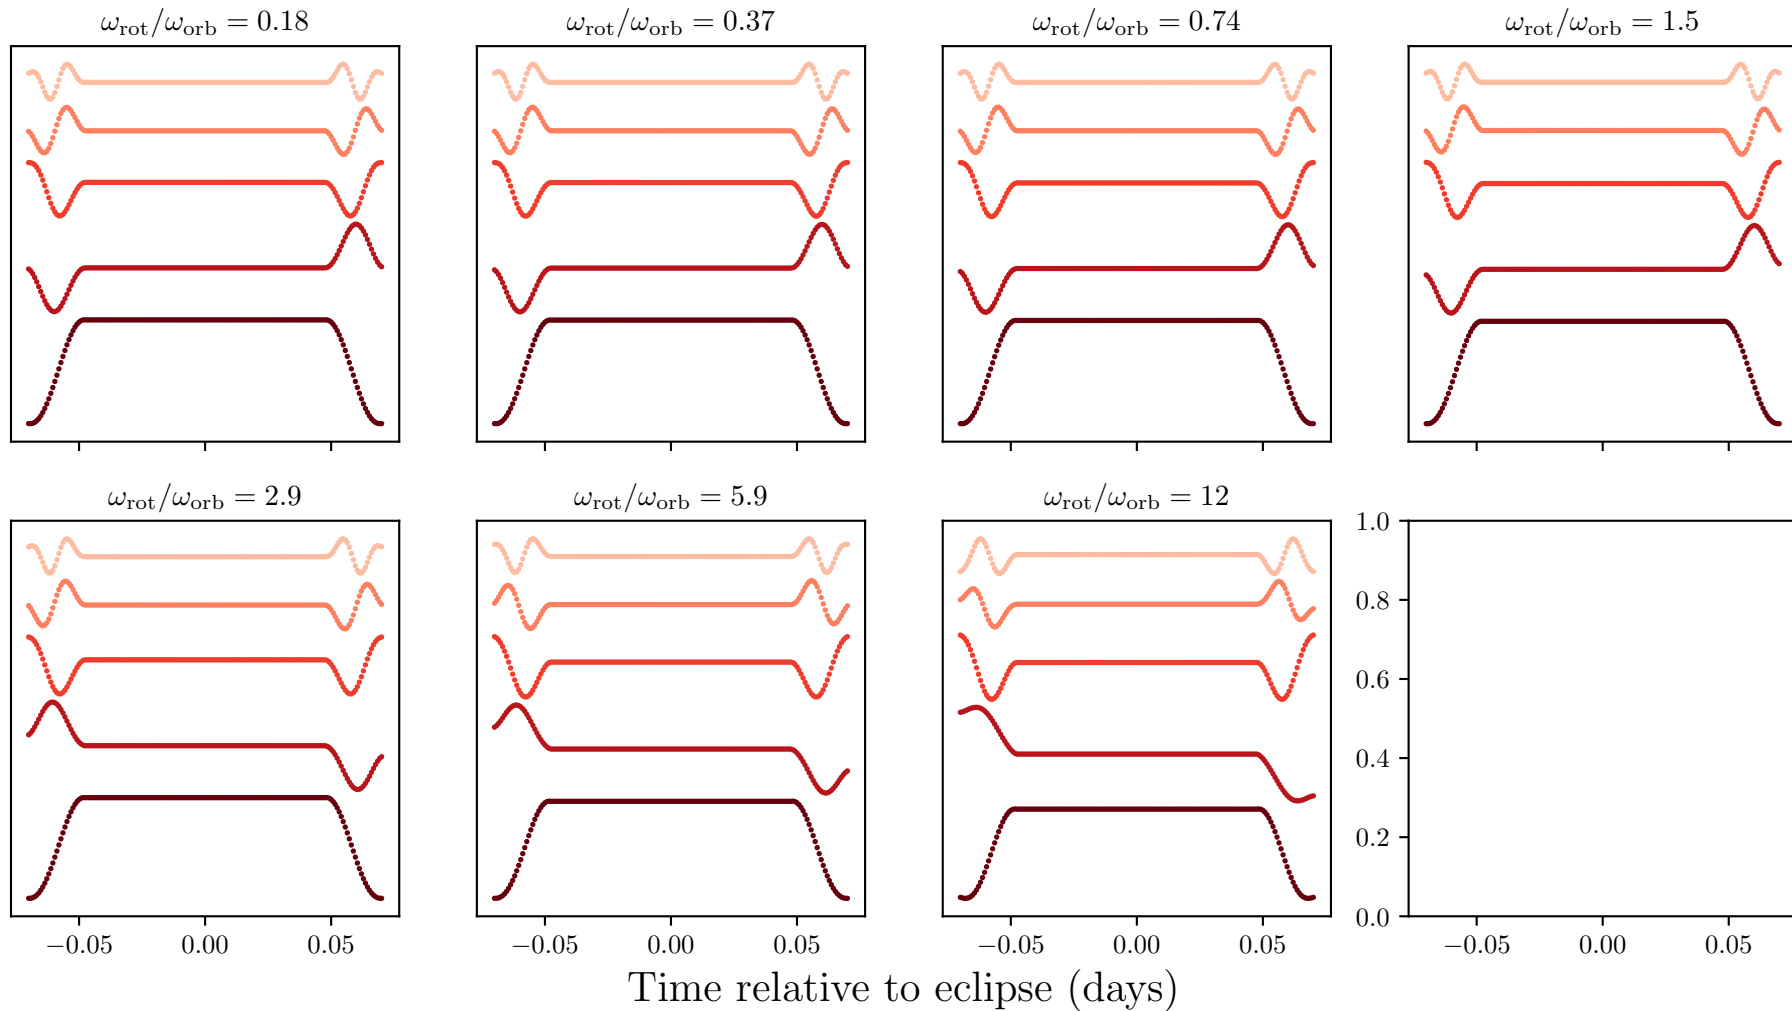 ω_rot/ω_orb = 0.18
ω_rot/ω_orb = 0.37
ω_rot/ω_orb = 0.74
ω_rot/ω_orb = 1.5
ω_rot/ω_orb = 2.9
ω_rot/ω_orb = 5.9
ω_rot/ω_orb = 12
1.0
0.8
0.6
0.4
0.2
0.0
−0.05 0.00 0.05
−0.05 0.00 0.05
−0.05 0.00 0.05
−0.05 0.00 0.05
Time relative to eclipse (days)